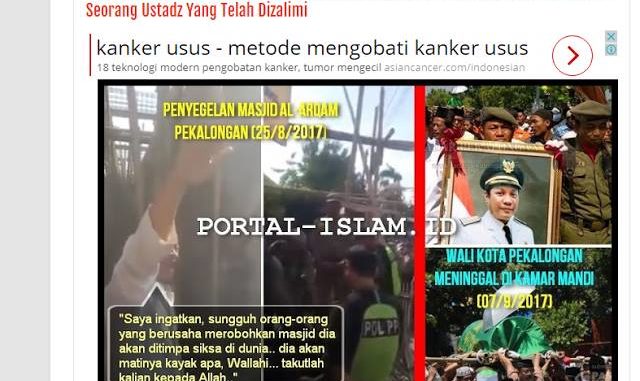 Seorang Ustadz Yang Telah Dizalimi
kanker usus - metode mengobati kanker usus
18 teknologi modern pengobatan kanker, tumor mengecil asiancancer.com/indonesian
PENYEGELAN MASJID AL-ARQAM
PEKALONGAN (25/8/2017)
PORTAL-ISLAM.ID
WALI KOTA PEKALONGAN
MENINGGAL DI KAMAR MANDI
(07/9/2017)
POL PP
"Saya ingatkan, sungguh orang-orang
yang berusaha merobohkan masjid dia
akan ditimpa siksa di dunia.. dia akan
matinya kayak apa, Wallahi... takutlah
kalian kepada Allah.."